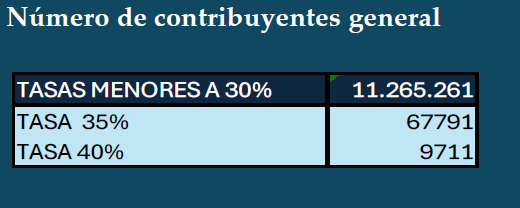 Número de contribuyentes general
TASAS MENORES A 30% 11.265.261
TASA 35% 67791
TASA 40% 9711